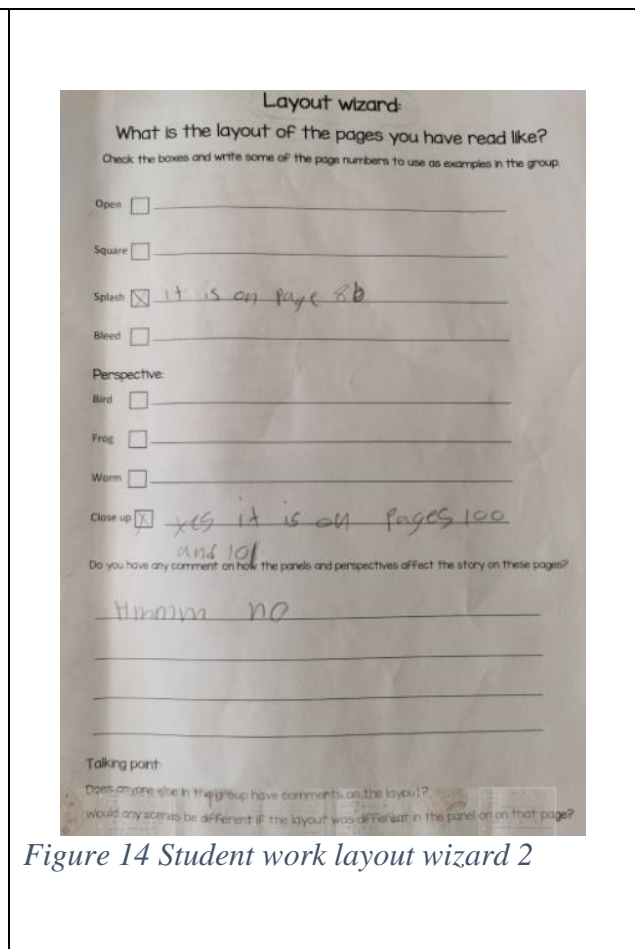 Layout wizard:
What is the layout of the pages you have read like?
Check the boxes and write some of the page numbers to use as examples in the group.
Open
Square
Splash it is on page 86
Bleed
Perspective:
Bird
Frog
Worm
Close up yes it is on pages 100
and 101
Do you have any comment on how the panels and perspectives affect the story on these pages?
Hmmm no
Talking point:
Does anyone else in the group have comments on the layout?
Would any scenes be different if the layout was different in the panel or on that page?
Figure 14 Student work layout wizard 2